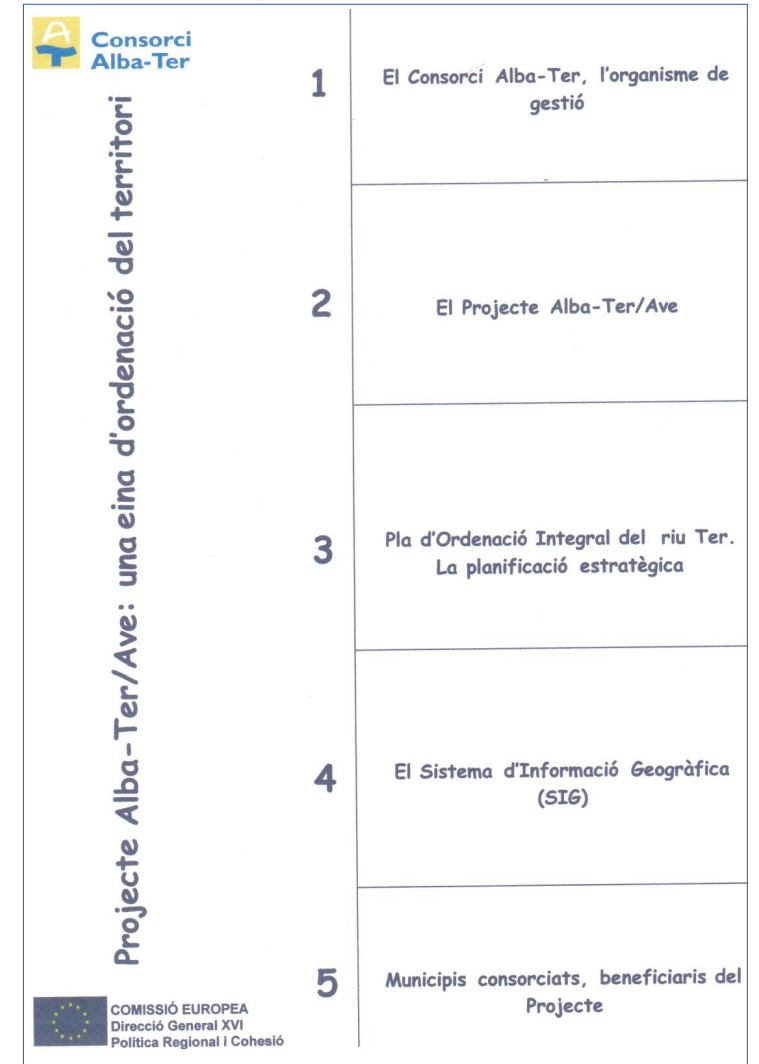 Consorci
Alba-Ter
Projecte Alba-Ter/Ave: una eina d'ordenació del territori
1
El Consorci Alba-Ter, l'organisme de
gestió
2
El Projecte Alba-Ter/Ave
3
Pla d'Ordenació Integral del riu Ter.
La planificació estratègica
4
El Sistema d'Informació Geogràfica
(SIG)
5
Municipis consorciats, beneficiaris del
Projecte
COMISSIÓ EUROPEA
Direcció General XVI
Política Regional i Cohesió